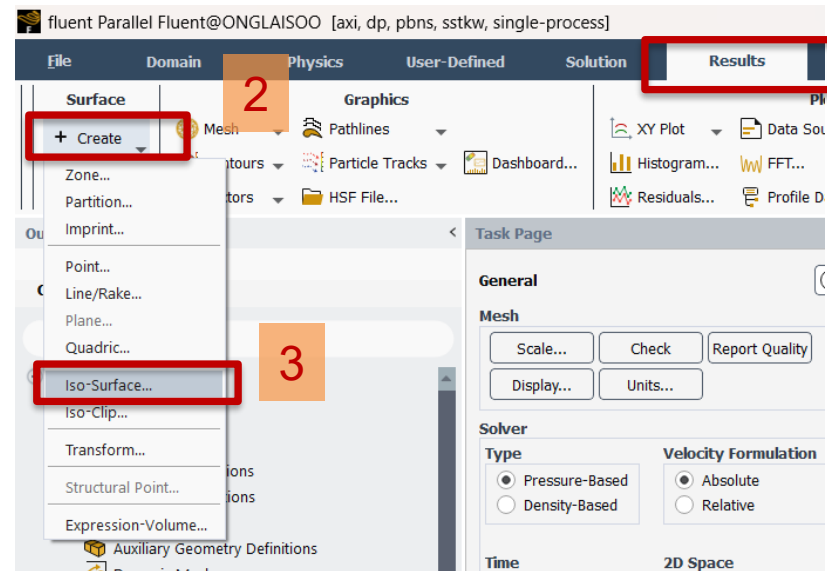 fluent Parallel Fluent@ONGLAISOO [axi, dp, pbns, sstkw, single-process]
File Domain Physics User-Defined Solution Results
2
Surface Graphics
+ Create Mesh Pathlines XY Plot Data Sou
Particle Tracks Dashboard... Histogram... FFT...
HSF File... Residuals... Profile D
Zone...
Partition...
Imprint...
Point...
Line/Rake...
Plane...
Quadric...
Iso-Surface...
Iso-Clip...
Transform...
Structural Point...
Expression-Volume...
3
Auxiliary Geometry Definitions
< Task Page
General
Mesh
Scale... Check Report Quality
Display... Units...
Solver
Type Velocity Formulation
Pressure-Based Absolute
Density-Based Relative
Time 2D Space